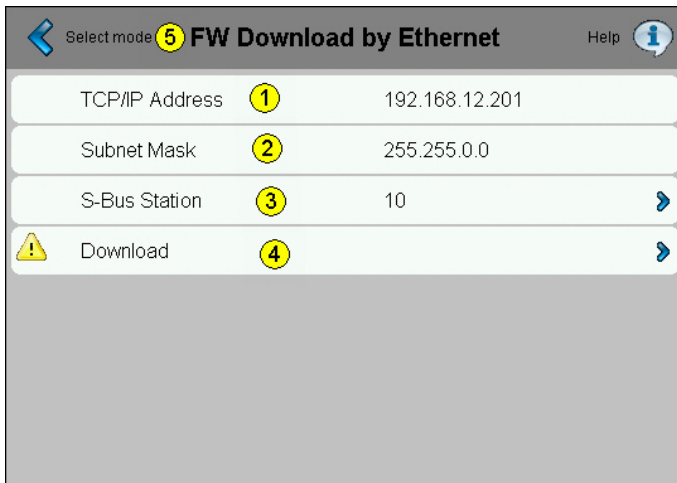 Select mode 5 FW Download by Ethernet Help i
TCP/IP Address 1 192.168.12.201
Subnet Mask 2 255.255.0.0
S-Bus Station 3 10
! Download 4